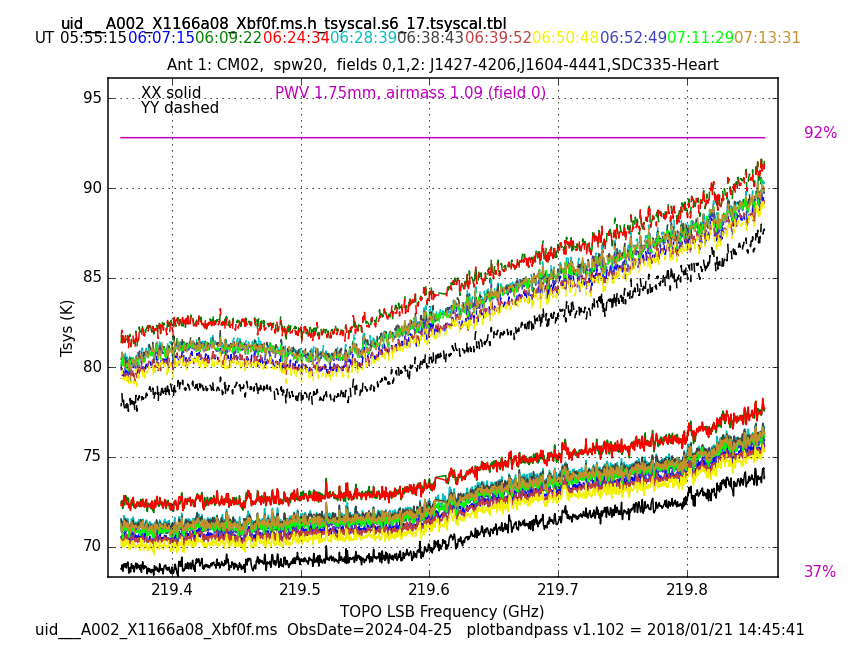 uid___A002_X1166a08_Xbf0f.ms.h_tsyscal.s6_17.tsyscal.tbl
UT 05:55:15 06:07:15 06:09:22 06:24:34 06:28:39 06:38:43 06:39:52 06:50:48 06:52:49 07:11:29 07:13:31
Ant 1: CM02,  spw20,  fields 0,1,2: J1427-4206,J1604-4441,SDC335-Heart
XX solid
YY dashed
PWV 1.75mm, airmass 1.09 (field 0)
92%
95
90
85
80
75
70
Tsys (K)
37%
219.4 219.5 219.6 219.7 219.8
TOPO LSB Frequency (GHz)
uid___A002_X1166a08_Xbf0f.ms  ObsDate=2024-04-25   plotbandpass v1.102 = 2018/01/21 14:45:41